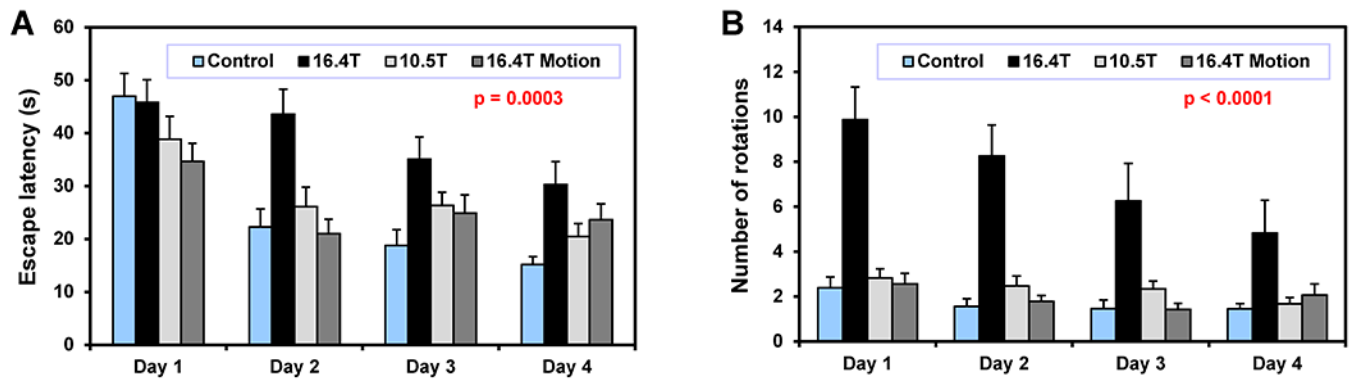 A
Escape latency (s)
60
50
40
30
20
10
0
Control 16.4T 10.5T 16.4T Motion
p = 0.0003
Day 1 Day 2 Day 3 Day 4
B
Number of rotations
14
12
10
8
6
4
2
0
Control 16.4T 10.5T 16.4T Motion
p < 0.0001
Day 1 Day 2 Day 3 Day 4